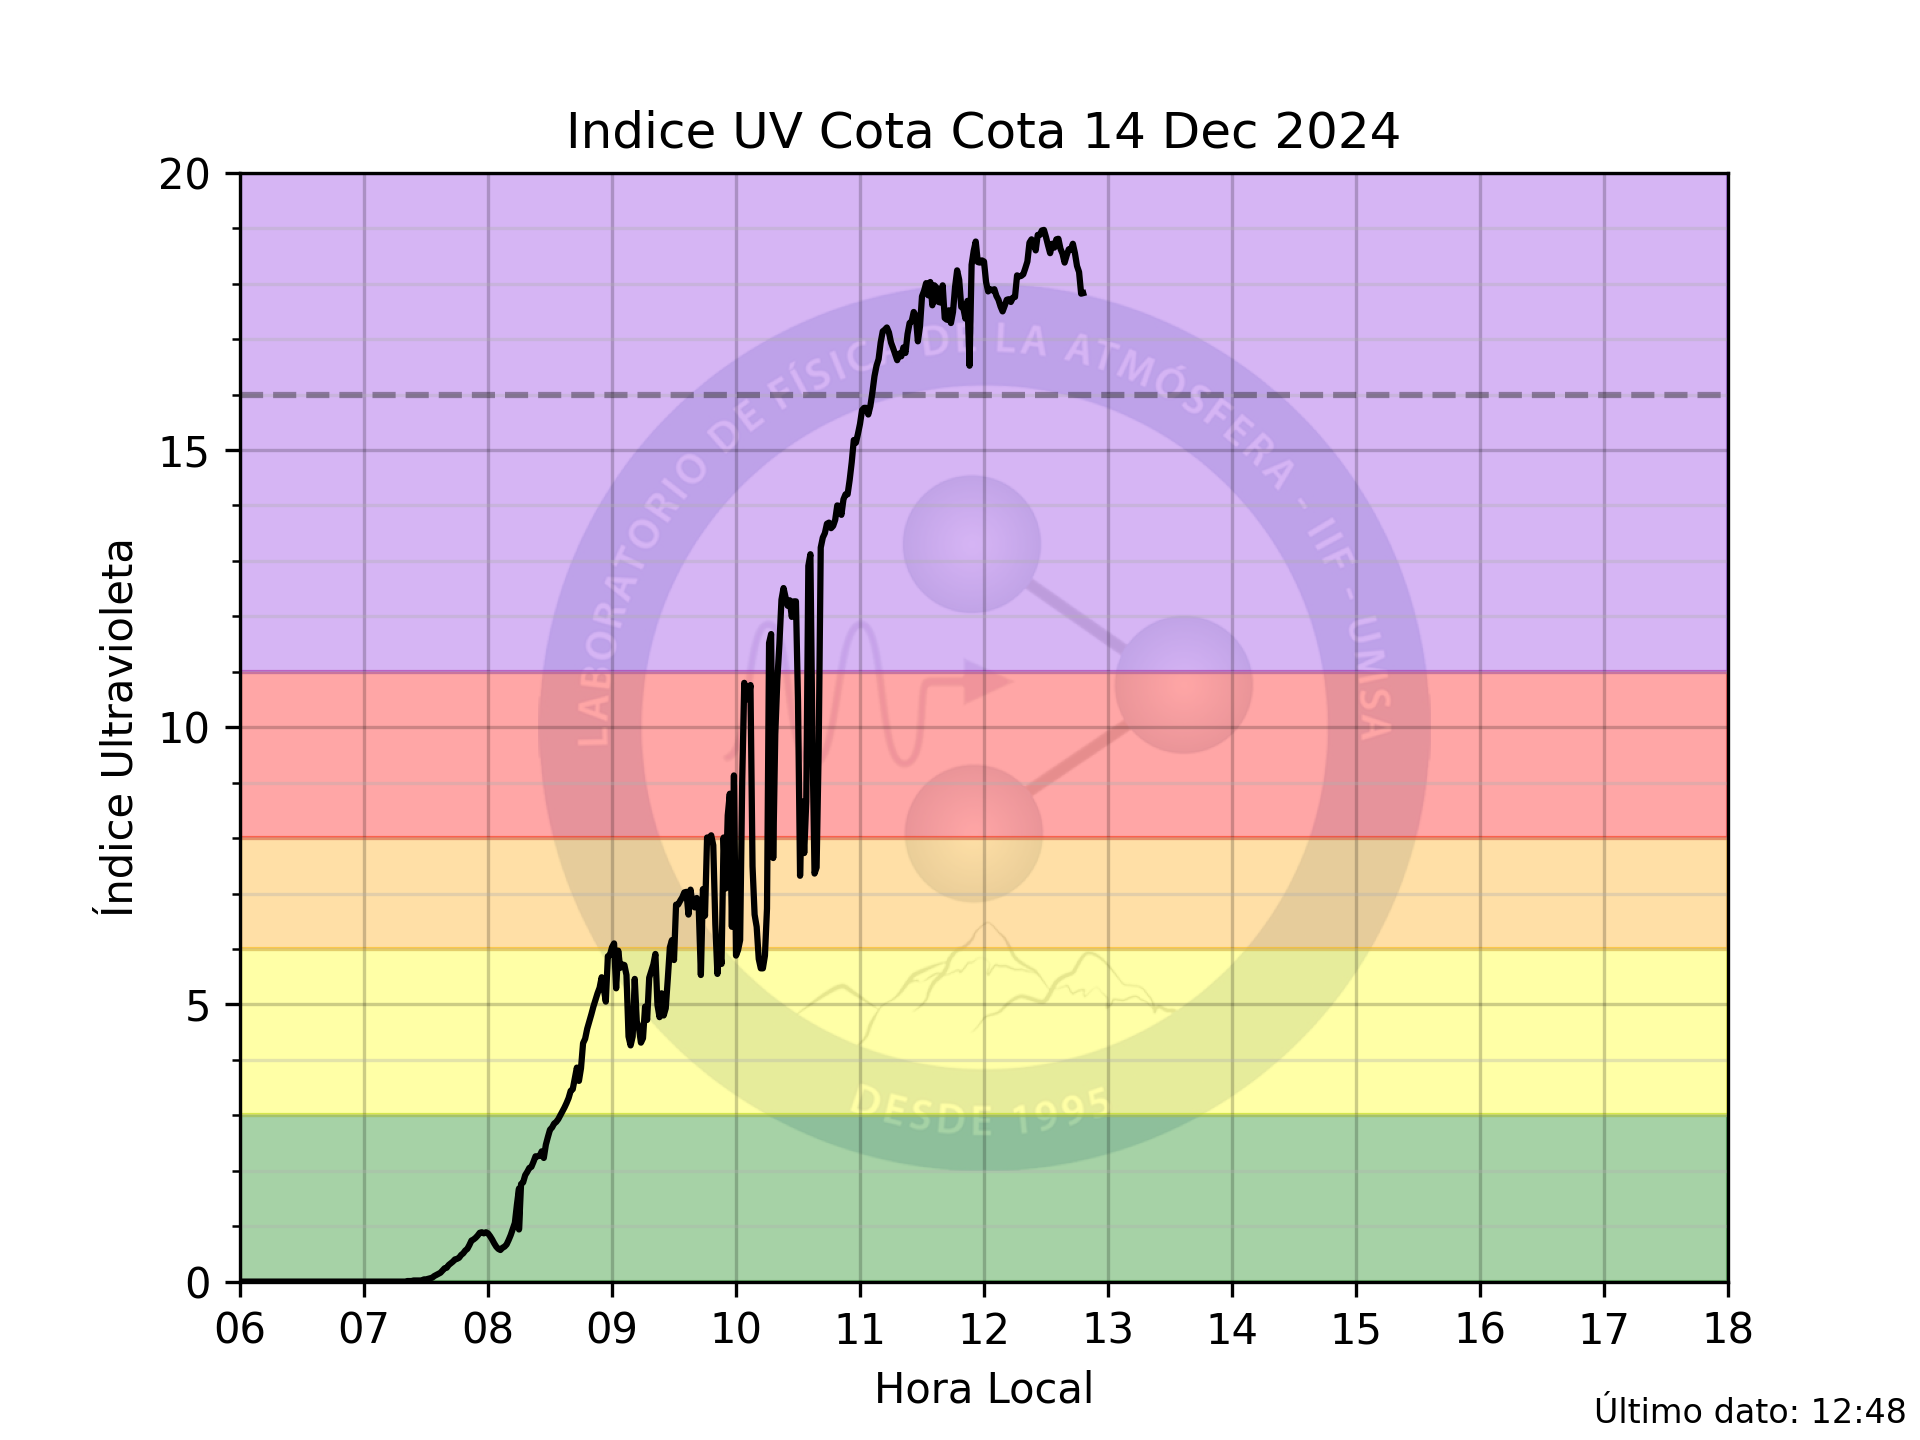 Indice UV Cota Cota 14 Dec 2024
20
15
10
5
0
Índice Ultravioleta
LABORATORIO DE FÍSICA DE LA ATMÓSFERA - IIF - UMSA
DESDE 1995
06 07 08 09 10 11 12 13 14 15 16 17 18
Hora Local
Último dato: 12:48